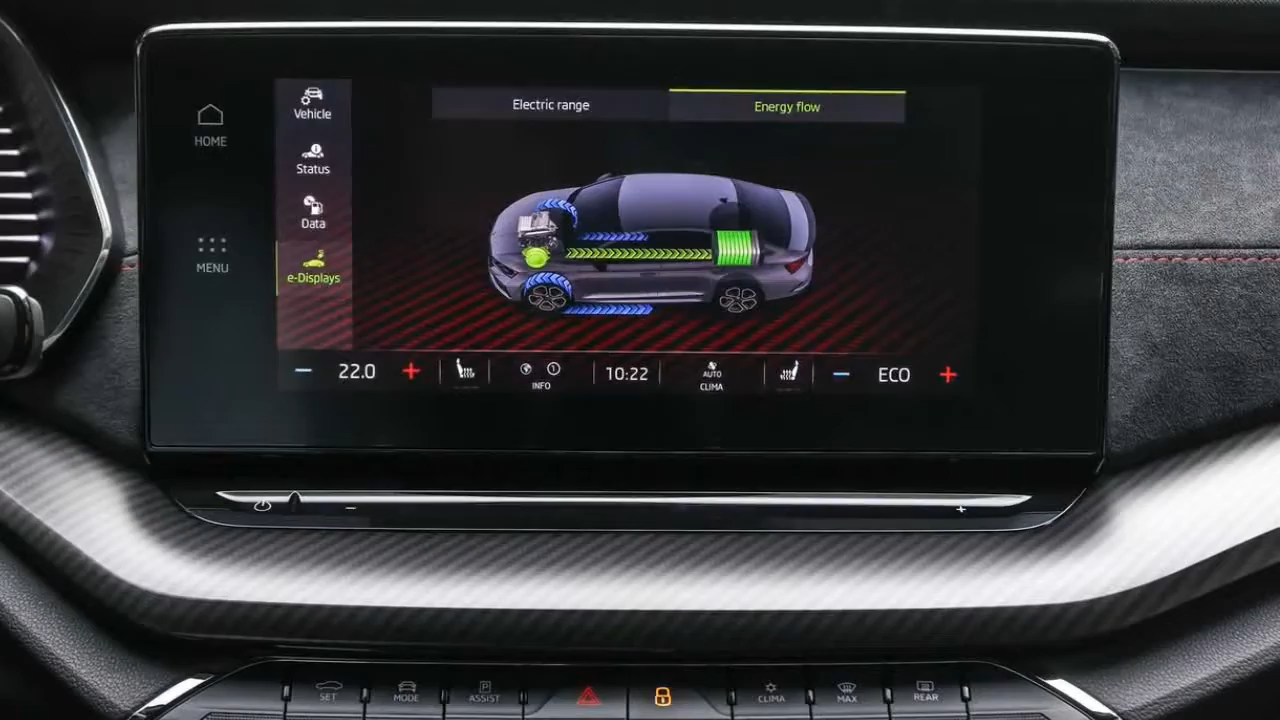 HOME
MENU
Vehicle
Status
Data
e-Displays
Electric range
Energy flow
− 22.0 +
INFO
10:22
AUTO
CLIMA
− ECO +
− +
SET
MODE
P
ASSIST
CLIMA
MAX
REAR